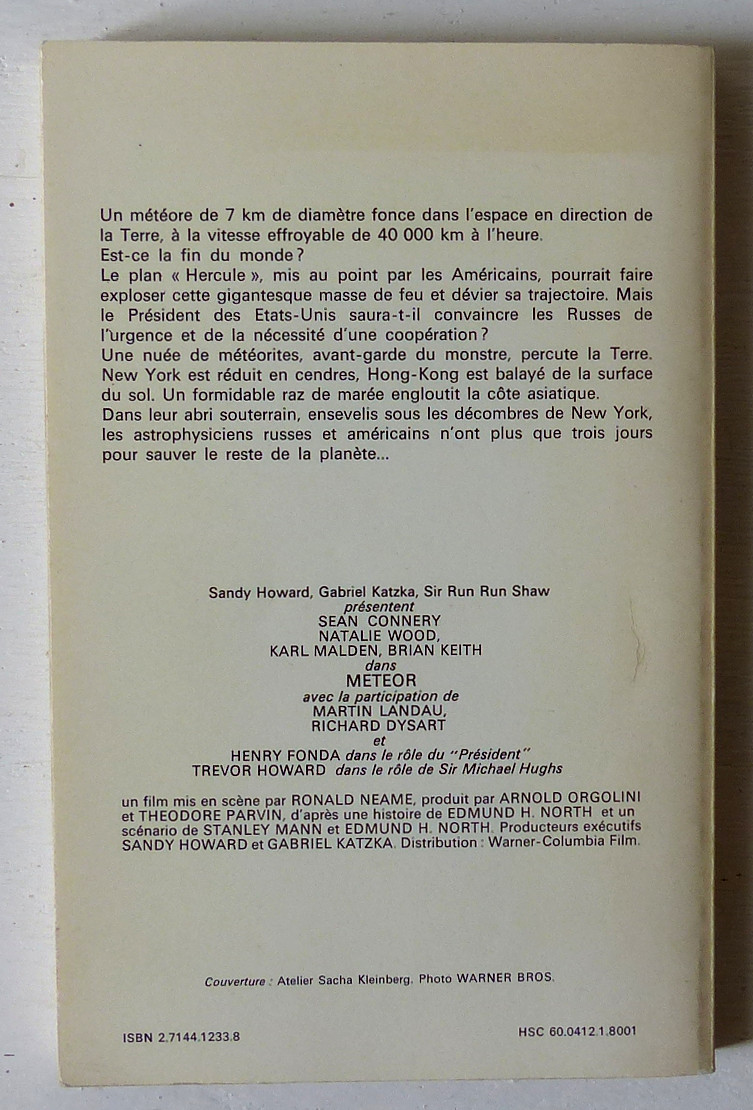 Un météore de 7 km de diamètre fonce dans l'espace en direction de
la Terre, à la vitesse effroyable de 40 000 km à l'heure.
Est-ce la fin du monde ?
Le plan « Hercule », mis au point par les Américains, pourrait faire
exploser cette gigantesque masse de feu et dévier sa trajectoire. Mais
le Président des Etats-Unis saura-t-il convaincre les Russes de
l'urgence et de la nécessité d'une coopération ?
Une nuée de météorites, avant-garde du monstre, percute la Terre.
New York est réduit en cendres, Hong-Kong est balayé de la surface
du sol. Un formidable raz de marée engloutit la côte asiatique.
Dans leur abri souterrain, ensevelis sous les décombres de New York,
les astrophysiciens russes et américains n'ont plus que trois jours
pour sauver le reste de la planète...
Sandy Howard, Gabriel Katzka, Sir Run Run Shaw
présentent
SEAN CONNERY
NATALIE WOOD,
KARL MALDEN, BRIAN KEITH
dans
METEOR
avec la participation de
MARTIN LANDAU,
RICHARD DYSART
et
HENRY FONDA dans le rôle du "Président"
TREVOR HOWARD dans le rôle de Sir Michael Hughs
un film mis en scène par RONALD NEAME, produit par ARNOLD ORGOLINI
et THEODORE PARVIN, d'après une histoire de EDMUND H. NORTH et un
scénario de STANLEY MANN et EDMUND H. NORTH. Producteurs exécutifs
SANDY HOWARD et GABRIEL KATZKA. Distribution : Warner-Columbia Film.
Couverture : Atelier Sacha Kleinberg. Photo WARNER BROS.
ISBN 2.7144.1233.8
HSC 60.0412.1.8001